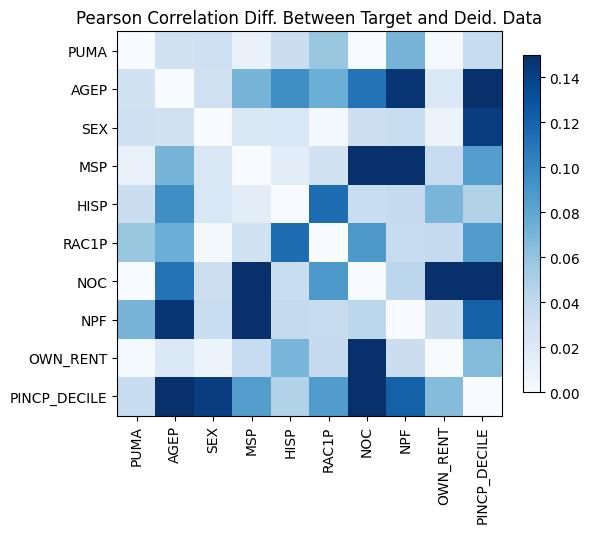 Pearson Correlation Diff. Between Target and Deid. Data
PUMA
AGEP
SEX
MSP
HISP
RAC1P
NOC
NPF
OWN_RENT
PINCP_DECILE
PUMA
AGEP
SEX
MSP
HISP
RAC1P
NOC
NPF
OWN_RENT
PINCP_DECILE
0.14
0.12
0.10
0.08
0.06
0.04
0.02
0.00